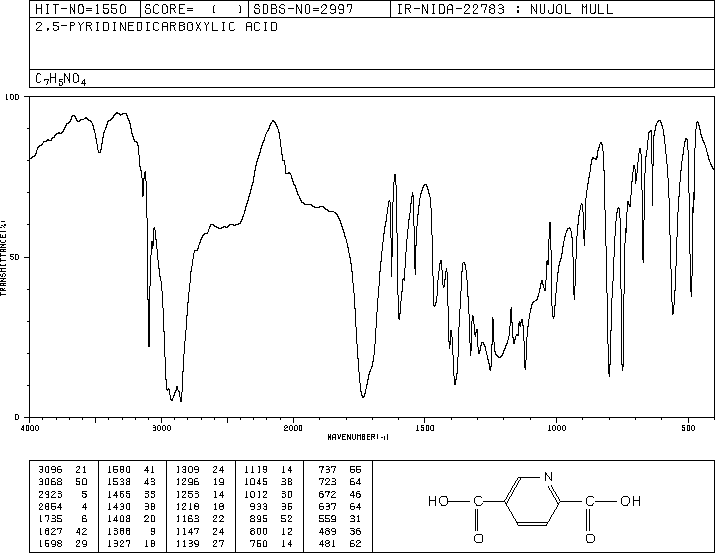 HIT-NO=1550 SCORE= ( ) SDBS-NO=2997 IR-NIDA-22783 : NUJOL MULL
2,5-PYRIDINEDICARBOXYLIC ACID
C7H5NO4
100
50
0
TRANSMITTANCE(%)
4000 3000 2000 1500 1000 500
WAVENUMBER(-1)
3096 21 1580 41 1309 24 1119 14 737 66
3068 50 1538 43 1296 19 1045 38 723 64
2923 5 1465 33 1253 14 1012 30 672 46
2854 4 1430 38 1218 18 933 36 637 64
1735 6 1408 20 1163 22 895 52 559 31
1627 42 1388 9 1147 24 800 12 489 36
1598 29 1327 18 1139 27 750 14 481 62
N
HO C C OH
O O